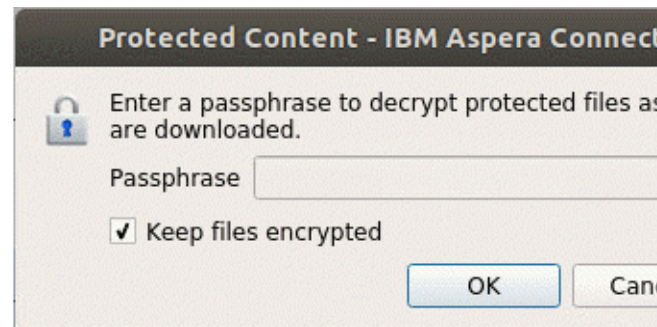 Protected Content - IBM Aspera Connect
Enter a passphrase to decrypt protected files as
are downloaded.
Passphrase
Keep files encrypted
OK
Can